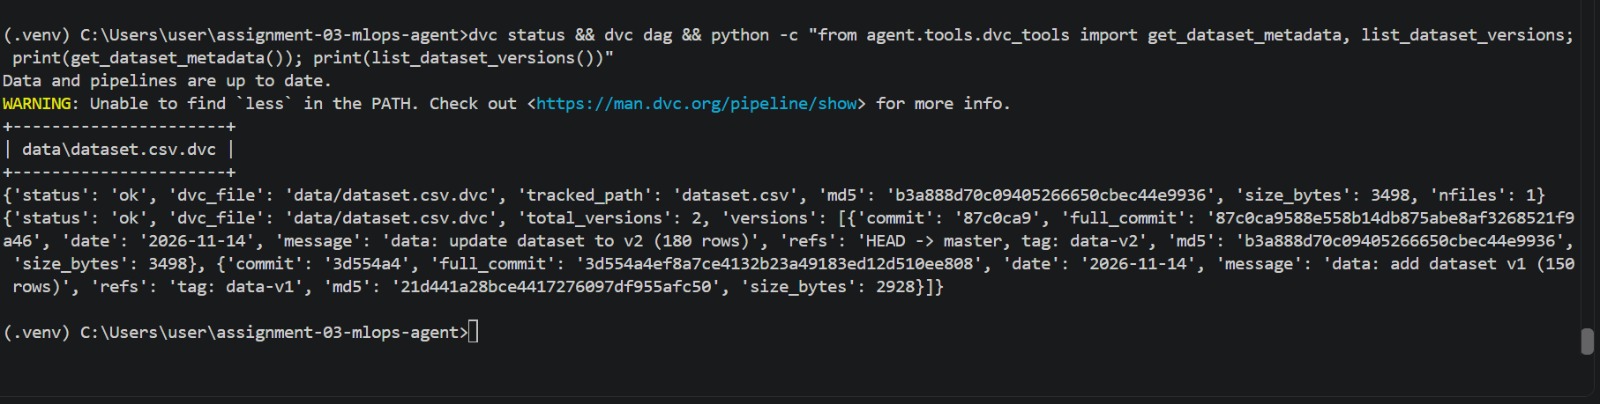 (.venv) C:\Users\user\assignment-03-mlops-agent>dvc status && dvc dag && python -c "from agent.tools.dvc_tools import get_dataset_metadata, list_dataset_versions;
 print(get_dataset_metadata()); print(list_dataset_versions())"
Data and pipelines are up to date.
WARNING: Unable to find `less` in the PATH. Check out <https://man.dvc.org/pipeline/show> for more info.
+----------------------+
| data\dataset.csv.dvc |
+----------------------+
{'status': 'ok', 'dvc_file': 'data/dataset.csv.dvc', 'tracked_path': 'dataset.csv', 'md5': 'b3a888d70c09405266650cbec44e9936', 'size_bytes': 3498, 'nfiles': 1}
{'status': 'ok', 'dvc_file': 'data/dataset.csv.dvc', 'total_versions': 2, 'versions': [{'commit': '87c0ca9', 'full_commit': '87c0ca9588e558b14db875abe8af3268521f9
a46', 'date': '2026-11-14', 'message': 'data: update dataset to v2 (180 rows)', 'refs': 'HEAD -> master, tag: data-v2', 'md5': 'b3a888d70c09405266650cbec44e9936',
 'size_bytes': 3498}, {'commit': '3d554a4', 'full_commit': '3d554a4ef8a7ce4132b23a49183ed12d510ee808', 'date': '2026-11-14', 'message': 'data: add dataset v1 (150
 rows)', 'refs': 'tag: data-v1', 'md5': '21d441a28bce4417276097df955afc50', 'size_bytes': 2928}]}
(.venv) C:\Users\user\assignment-03-mlops-agent>